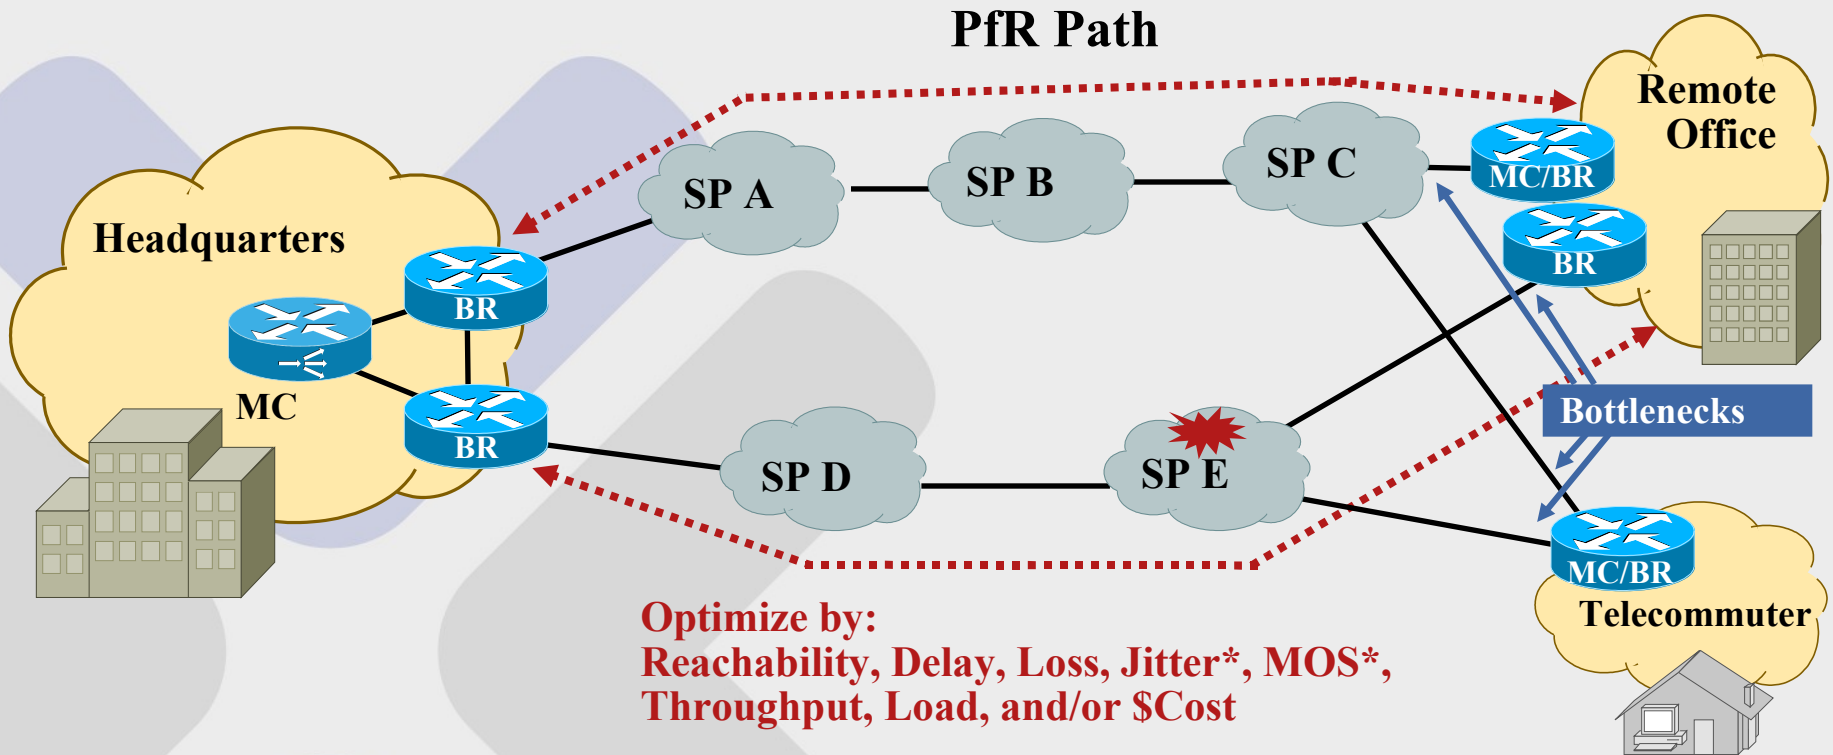 PfR Path
Remote
Office
SP A
SP B
SP C
MC/BR
BR
Headquarters
BR
MC
BR
SP D
SP E
Bottlenecks
MC/BR
Telecommuter
Optimize by:
Reachability, Delay, Loss, Jitter*, MOS*,
Throughput, Load, and/or $Cost